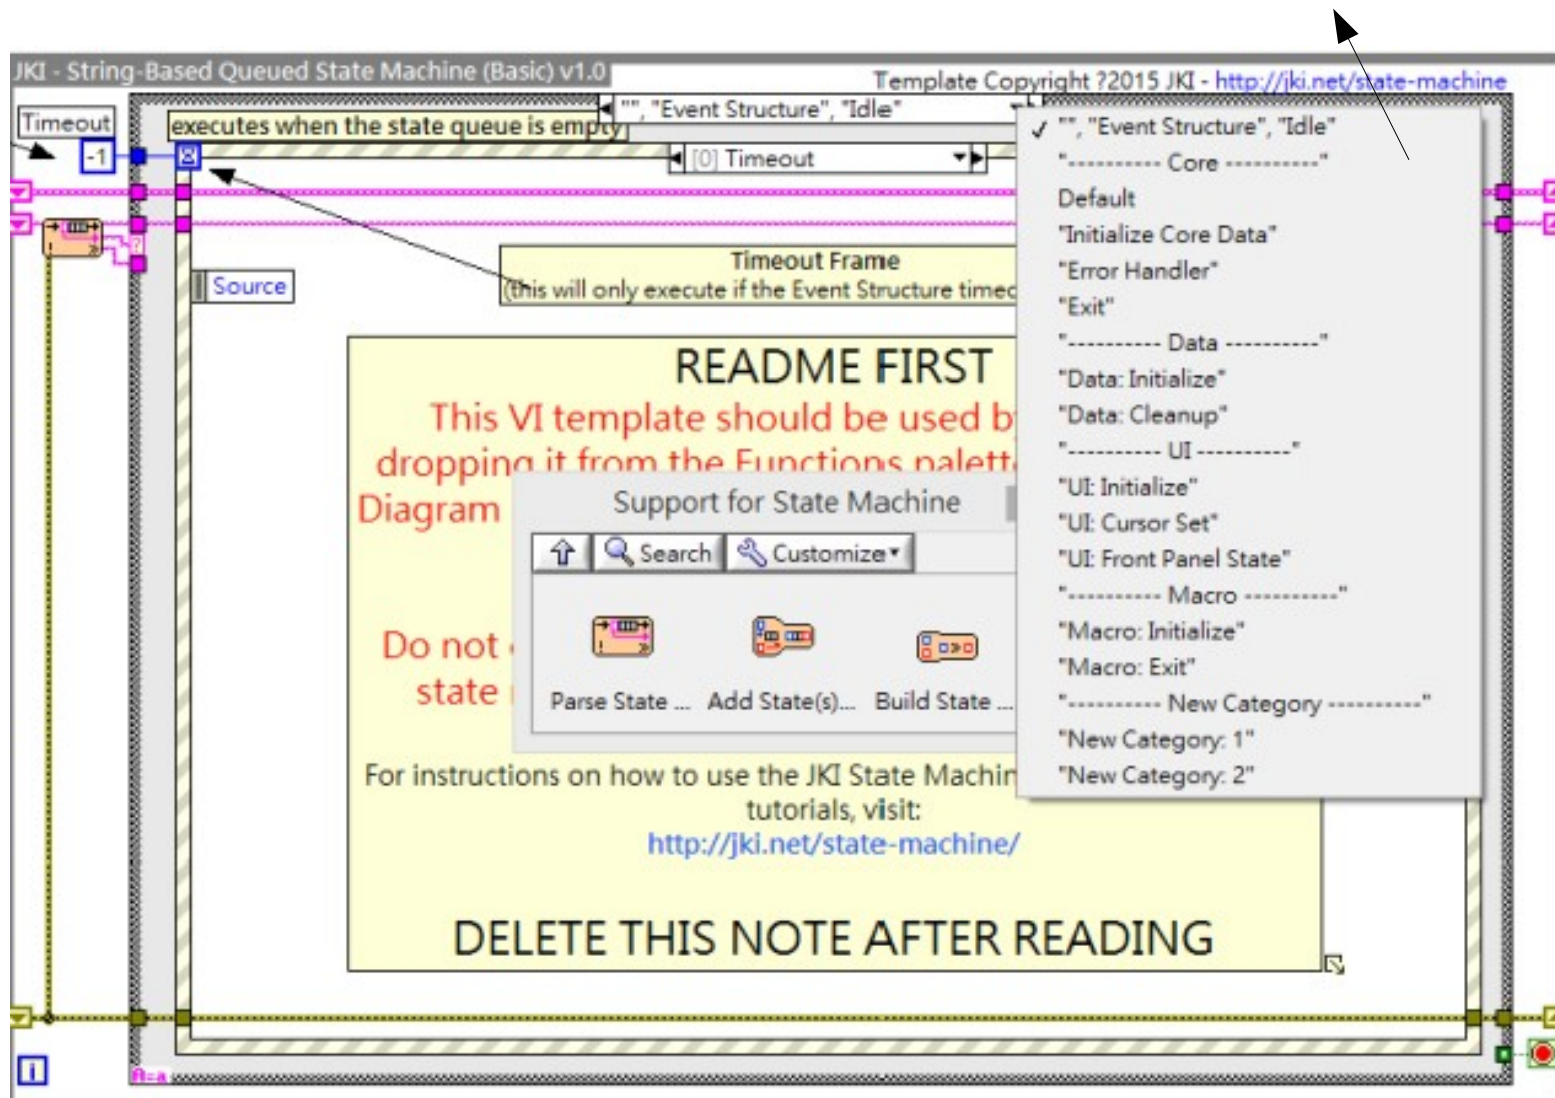 JKI - String-Based Queued State Machine (Basic) v1.0
Template Copyright ?2015 JKI - http://jki.net/state-machine
Timeout
executes when the state queue is empty
"", "Event Structure", "Idle"
-1
[0] Timeout
Timeout Frame
(this will only execute if the Event Structure
Source
README FIRST
This VI template should be used
dropping it from the Functions
Diagram
Do not
state
Support for State Machine
Search
Customize
Parse State ...
Add State(s)...
Build State ...
For instructions on how to use the JKI State
tutorials, visit:
http://jki.net/state-machine/
DELETE THIS NOTE AFTER READING
i
A=a
✓ "", "Event Structure", "Idle"
"---------- Core ----------"
Default
"Initialize Core Data"
"Error Handler"
"Exit"
"---------- Data ----------"
"Data: Initialize"
"Data: Cleanup"
"---------- UI ----------"
"UI: Initialize"
"UI: Cursor Set"
"UI: Front Panel State"
"---------- Macro ----------"
"Macro: Initialize"
"Macro: Exit"
"---------- New Category ----------"
"New Category: 1"
"New Category: 2"